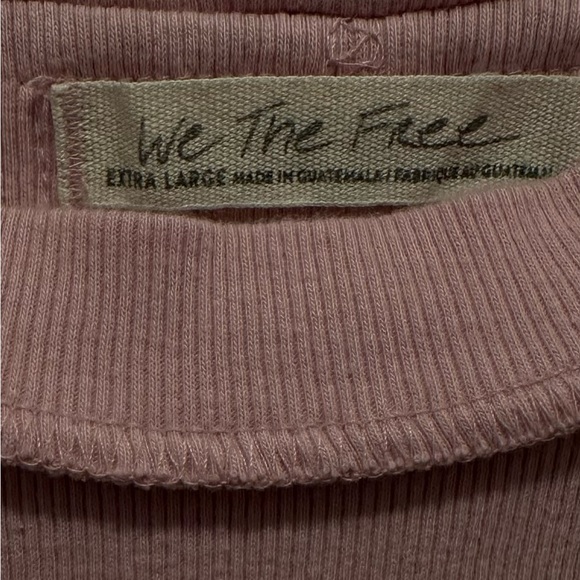 We The Free
EXTRA LARGE MADE IN GUATEMALA / FABRIQUE AU GUATEMALA